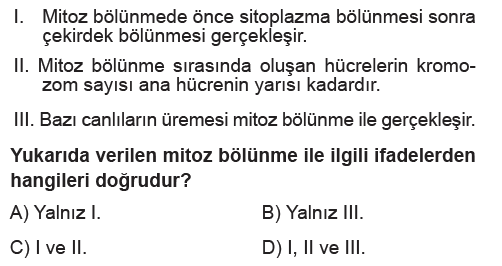 I. Mitoz bölünmede önce sitoplazma bölünmesi sonra
çekirdek bölünmesi gerçekleşir.
II. Mitoz bölünme sırasında oluşan hücrelerin kromo-
zom sayısı ana hücrenin yarısı kadardır.
III. Bazı canlıların üremesi mitoz bölünme ile gerçekleşir.
Yukarıda verilen mitoz bölünme ile ilgili ifadelerden
hangileri doğrudur?
A) Yalnız I. B) Yalnız III.
C) I ve II. D) I, II ve III.